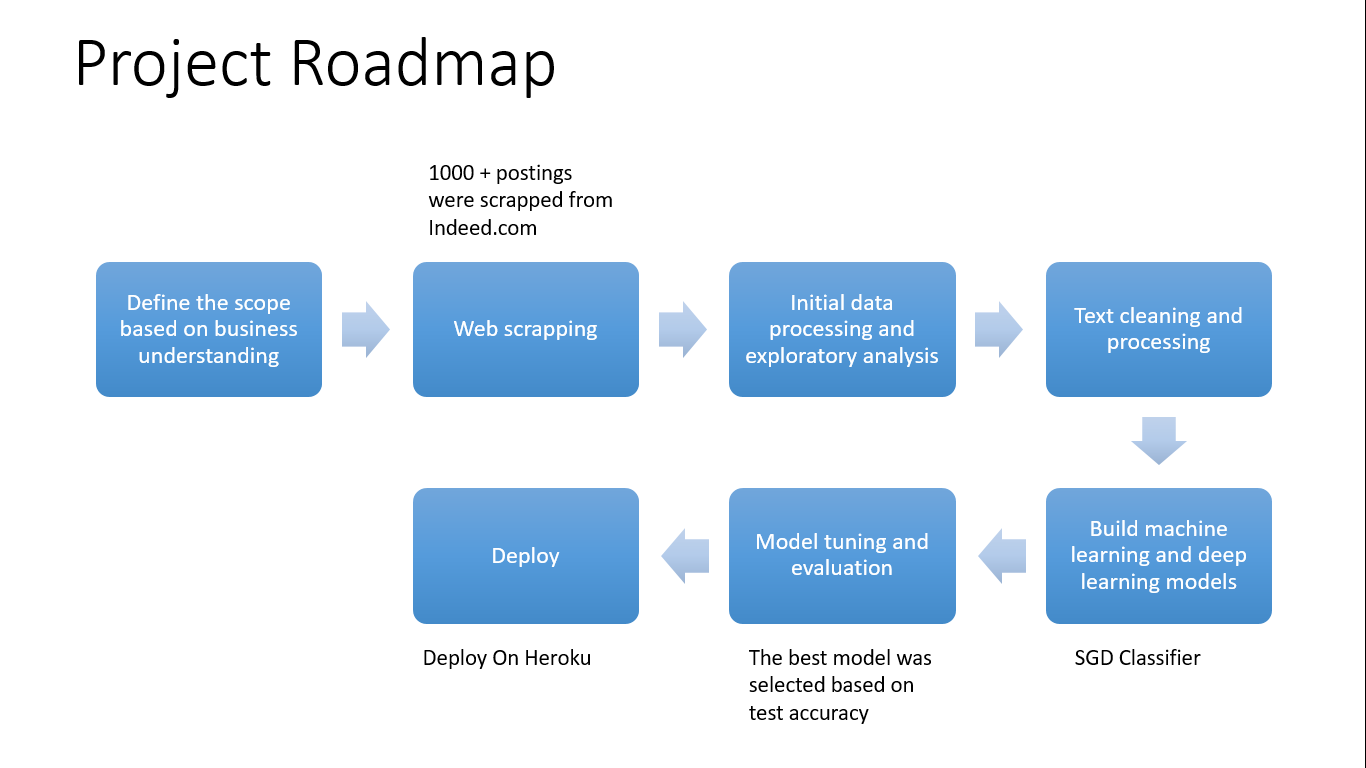 Project Roadmap
1000 + postings
were scrapped from
Indeed.com
Define the scope
based on business
understanding
Web scrapping
Initial data
processing and
exploratory analysis
Text cleaning and
processing
Build machine
learning and deep
learning models
SGD Classifier
Model tuning and
evaluation
The best model was
selected based on
test accuracy
Deploy
Deploy On Heroku